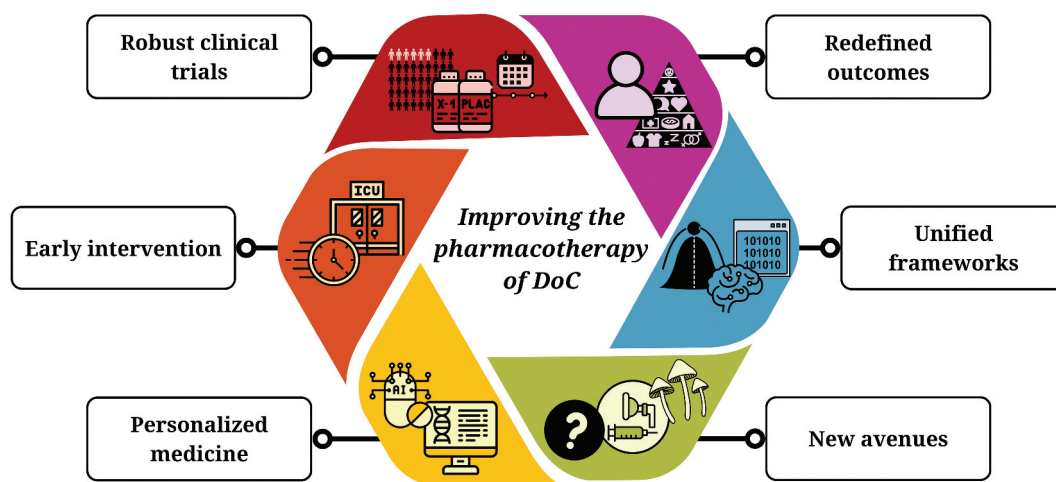 Robust clinical
trials
Redefined
outcomes
X-1 PLAC
ICU
Early intervention
Improving the
pharmacotherapy
of DoC
101010
101010
101010
Unified
frameworks
AI
Personalized
medicine
?
New avenues
z Z Z